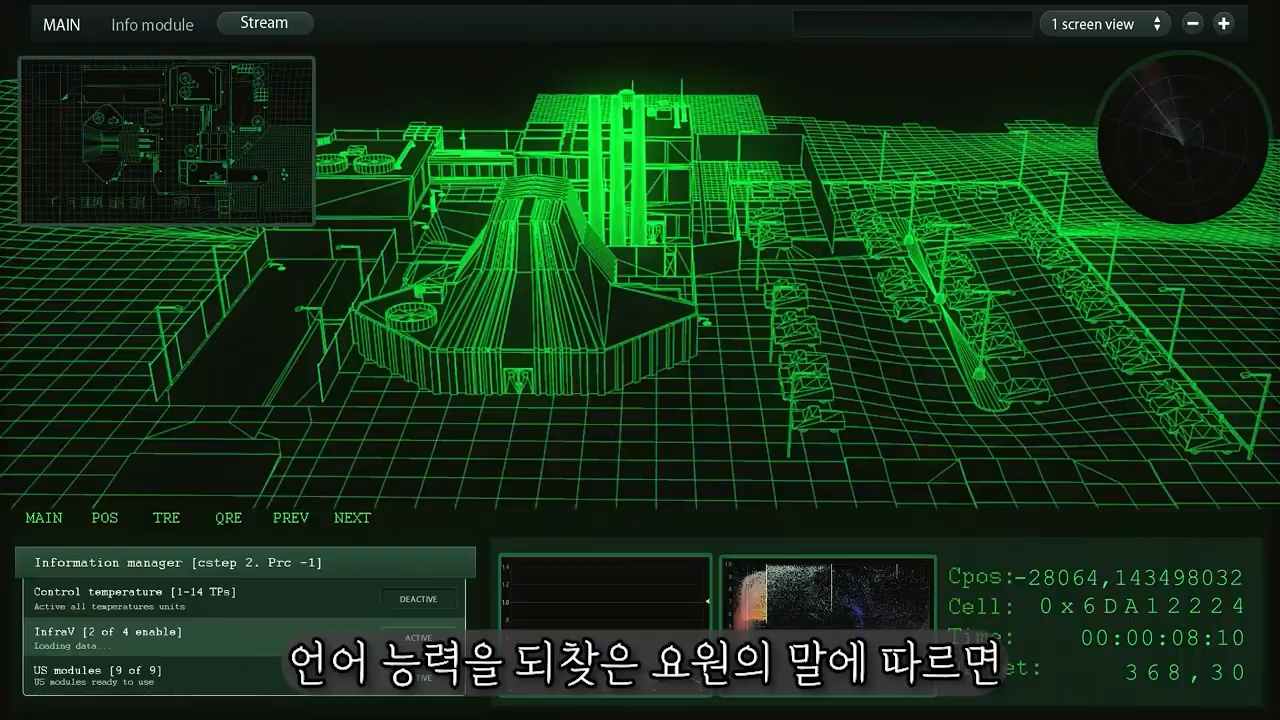 MAIN Info module Stream 1 screen view
MAIN POS TRE QRE PREV NEXT
Information manager [cstep 2. Prc -1]
Control temperature [1-14 TPs]
Active all temperatures units
DEACTIVE
InfraV [2 of 4 enable]
Loading data...
ACTIVE
US modules [9 of 9]
US modules ready to use
Cpos:-28064,143498032
Cell: 0x6DA12224
00:00:08:10
368,30
언어 능력을 되찾은 요원의 말에 따르면